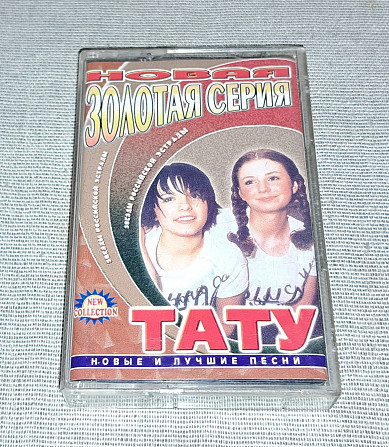 НОВАЯ
ЗОЛОТАЯ СЕРИЯ
ЗВЕЗДЫ РОССИЙСКОЙ ЭСТРАДЫ
ЗВЕЗДЫ РОССИЙСКОЙ ЭСТРАДЫ
NEW
COLLECTION
ТАТУ
НОВЫЕ И ЛУЧШИЕ ПЕСНИ